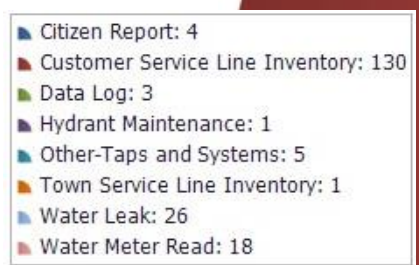 Citizen Report: 4
Customer Service Line Inventory: 130
Data Log: 3
Hydrant Maintenance: 1
Other-Taps and Systems: 5
Town Service Line Inventory: 1
Water Leak: 26
Water Meter Read: 18